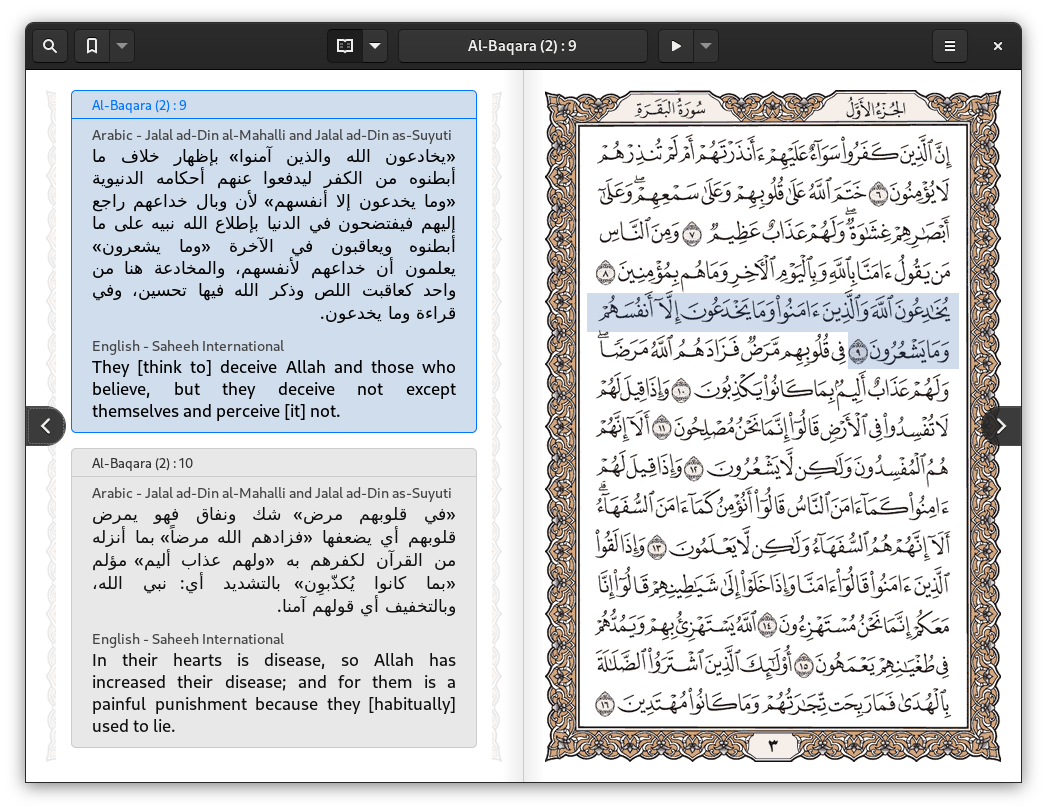 Al-Baqara (2) : 9
Al-Baqara (2) : 9
Arabic - Jalal ad-Din al-Mahalli and Jalal ad-Din as-Suyuti
«يخادعون الله والذين آمنوا» بإظهار خلاف ما
أبطنوه من الكفر ليدفعوا عنهم أحكامه الدنيوية
«وما يخدعون إلا أنفسهم» لأن وبال خداعهم راجع
إليهم فيفتضحون في الدنيا بإطلاع الله نبيه على ما
أبطنوه ويعاقبون في الآخرة «وما يشعرون»
يعلمون أن خداعهم لأنفسهم، والمخادعة هنا من
واحد كعاقبت اللص وذكر الله فيها تحسين، وفي
قراءة وما يخدعون.
English - Saheeh International
They [think to] deceive Allah and those who
believe, but they deceive not except
themselves and perceive [it] not.
Al-Baqara (2) : 10
Arabic - Jalal ad-Din al-Mahalli and Jalal ad-Din as-Suyuti
«في قلوبهم مرض» شك ونفاق فهو يمرض
قلوبهم أي يضعفها «فزادهم الله مرضاً» بما أنزله
من القرآن لكفرهم به «ولهم عذاب أليم» مؤلم
«بما كانوا يُكذّبون» بالتشديد أي: نبي الله،
وبالتخفيف أي قولهم آمنا.
English - Saheeh International
In their hearts is disease, so Allah has
increased their disease; and for them is a
painful punishment because they [habitually]
used to lie.
الجُزْءُ الأَوَّلُ سُورَةُ البَقَرَةِ
إِنَّ ٱلَّذِينَ كَفَرُوا۟ سَوَآءٌ عَلَيْهِمْ ءَأَنذَرْتَهُمْ أَمْ لَمْ تُنذِرْهُمْ
لَا يُؤْمِنُونَ ٦ خَتَمَ ٱللَّهُ عَلَىٰ قُلُوبِهِمْ وَعَلَىٰ سَمْعِهِمْ ۖ وَعَلَىٰٓ
أَبْصَـٰرِهِمْ غِشَـٰوَةٌ ۖ وَلَهُمْ عَذَابٌ عَظِيمٌ ٧ وَمِنَ ٱلنَّاسِ
مَن يَقُولُ ءَامَنَّا بِٱللَّهِ وَبِٱلْيَوْمِ ٱلْـَٔاخِرِ وَمَا هُم بِمُؤْمِنِينَ ٨
يُخَـٰدِعُونَ ٱللَّهَ وَٱلَّذِينَ ءَامَنُوا۟ وَمَا يَخْدَعُونَ إِلَّآ أَنفُسَهُمْ
وَمَا يَشْعُرُونَ ٩ فِى قُلُوبِهِم مَّرَضٌ فَزَادَهُمُ ٱللَّهُ مَرَضًا ۖ
وَلَهُمْ عَذَابٌ أَلِيمٌۢ بِمَا كَانُوا۟ يَكْذِبُونَ ١٠ وَإِذَا قِيلَ لَهُمْ
لَا تُفْسِدُوا۟ فِى ٱلْأَرْضِ قَالُوٓا۟ إِنَّمَا نَحْنُ مُصْلِحُونَ ١١ أَلَآ إِنَّهُمْ
هُمُ ٱلْمُفْسِدُونَ وَلَـٰكِن لَّا يَشْعُرُونَ ١٢ وَإِذَا قِيلَ لَهُمْ
ءَامِنُوا۟ كَمَآ ءَامَنَ ٱلنَّاسُ قَالُوٓا۟ أَنُؤْمِنُ كَمَآ ءَامَنَ ٱلسُّفَهَآءُ ۗ
أَلَآ إِنَّهُمْ هُمُ ٱلسُّفَهَآءُ وَلَـٰكِن لَّا يَعْلَمُونَ ١٣ وَإِذَا لَقُوا۟
ٱلَّذِينَ ءَامَنُوا۟ قَالُوٓا۟ ءَامَنَّا وَإِذَا خَلَوْا۟ إِلَىٰ شَيَـٰطِينِهِمْ قَالُوٓا۟ إِنَّا
مَعَكُمْ إِنَّمَا نَحْنُ مُسْتَهْزِءُونَ ١٤ ٱللَّهُ يَسْتَهْزِئُ بِهِمْ وَيَمُدُّهُمْ
فِى طُغْيَـٰنِهِمْ يَعْمَهُونَ ١٥ أُو۟لَـٰٓئِكَ ٱلَّذِينَ ٱشْتَرَوُا۟ ٱلضَّلَـٰلَةَ
بِٱلْهُدَىٰ فَمَا رَبِحَت تِّجَـٰرَتُهُمْ وَمَا كَانُوا۟ مُهْتَدِينَ ١٦
٣